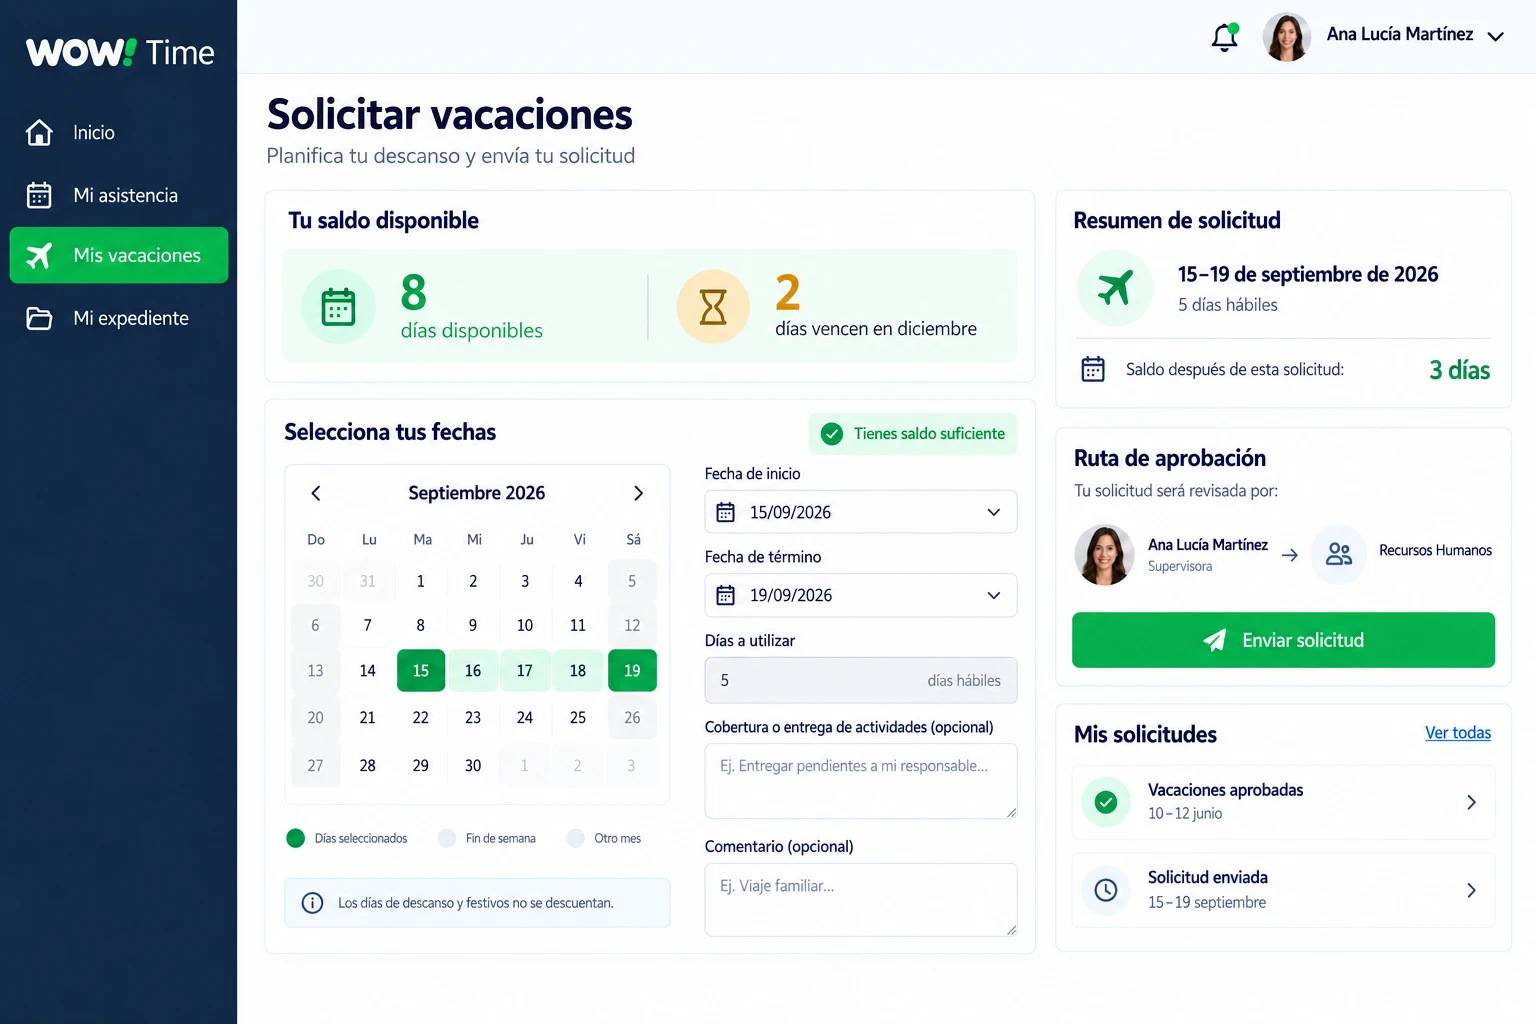 WOW! Time
Inicio
Mi asistencia
Mis vacaciones
Mi expediente
Ana Lucía Martínez
Solicitar vacaciones
Planifica tu descanso y envía tu solicitud
Tu saldo disponible
8
días disponibles
2
días vencen en diciembre
Selecciona tus fechas
Tienes saldo suficiente
Septiembre 2026
Do Lu Ma Mi Ju Vi Sá
30 31 1 2 3 4 5
6 7 8 9 10 11 12
13 14 15 16 17 18 19
20 21 22 23 24 25 26
27 28 29 30 1 2 3
Días seleccionados Fin de semana Otro mes
Los días de descanso y festivos no se descuentan.
Fecha de inicio
15/09/2026
Fecha de término
19/09/2026
Días a utilizar
5 días hábiles
Cobertura o entrega de actividades (opcional)
Ej. Entregar pendientes a mi responsable...
Comentario (opcional)
Ej. Viaje familiar...
Resumen de solicitud
15–19 de septiembre de 2026
5 días hábiles
Saldo después de esta solicitud: 3 días
Ruta de aprobación
Tu solicitud será revisada por:
Ana Lucía Martínez
Supervisora
Recursos Humanos
Enviar solicitud
Mis solicitudes Ver todas
Vacaciones aprobadas
10–12 junio
Solicitud enviada
15–19 septiembre